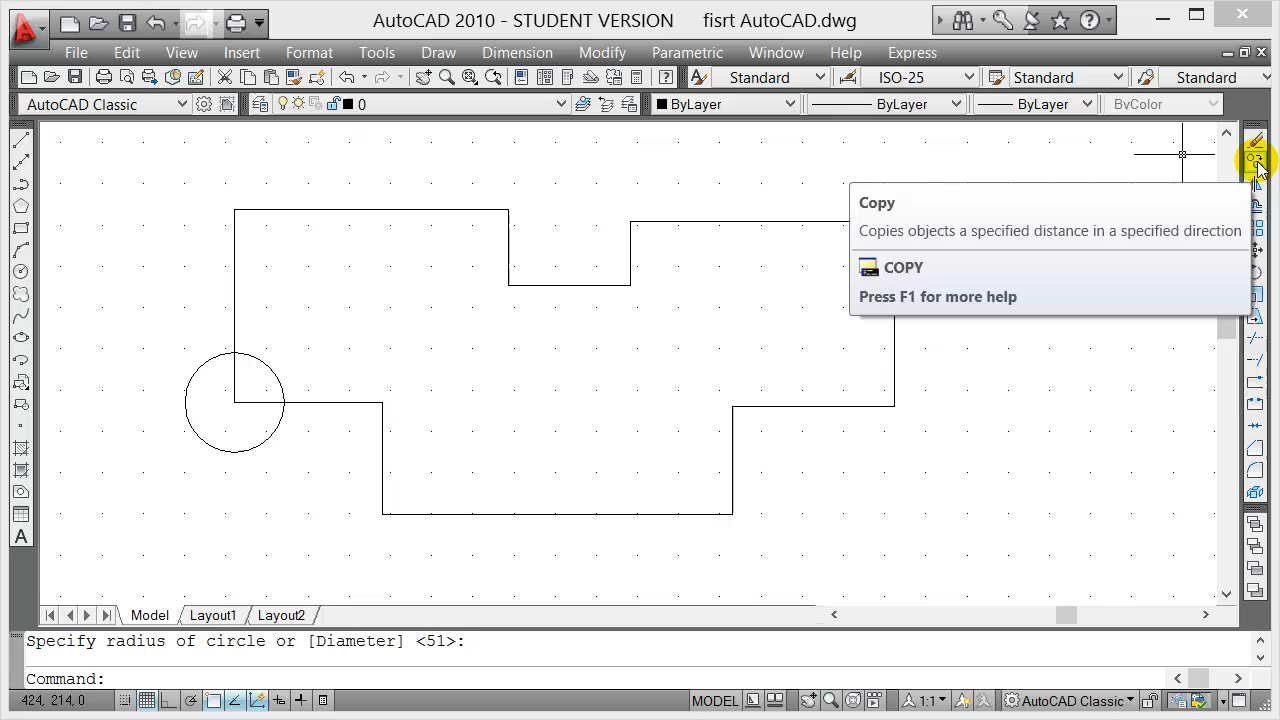 AutoCAD 2010 - STUDENT VERSION fisrt AutoCAD.dwg
File Edit View Insert Format Tools Draw Dimension Modify Parametric Window Help Express
Standard ISO-25 Standard Standard
AutoCAD Classic 0 ByLayer ByLayer ByLayer ByColor
Copy
Copies objects a specified distance in a specified direction
COPY
Press F1 for more help
A
Model Layout1 Layout2
Specify radius of circle or [Diameter] <51>:
Command:
424, 214, 0 MODEL 1:1 AutoCAD Classic